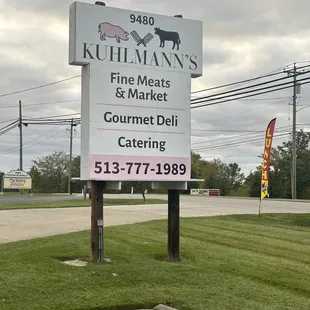 9480
KUHLMANN'S
Fine Meats
& Market
Gourmet Deli
Catering
513-777-1989